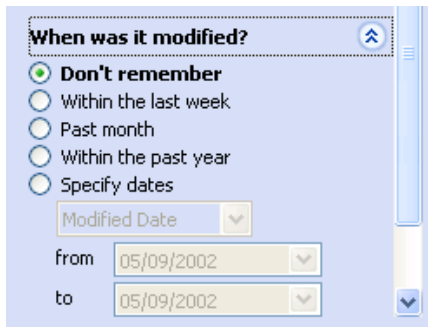 When was it modified?
Don't remember
Within the last week
Past month
Within the past year
Specify dates
Modified Date
from 05/09/2002
to 05/09/2002